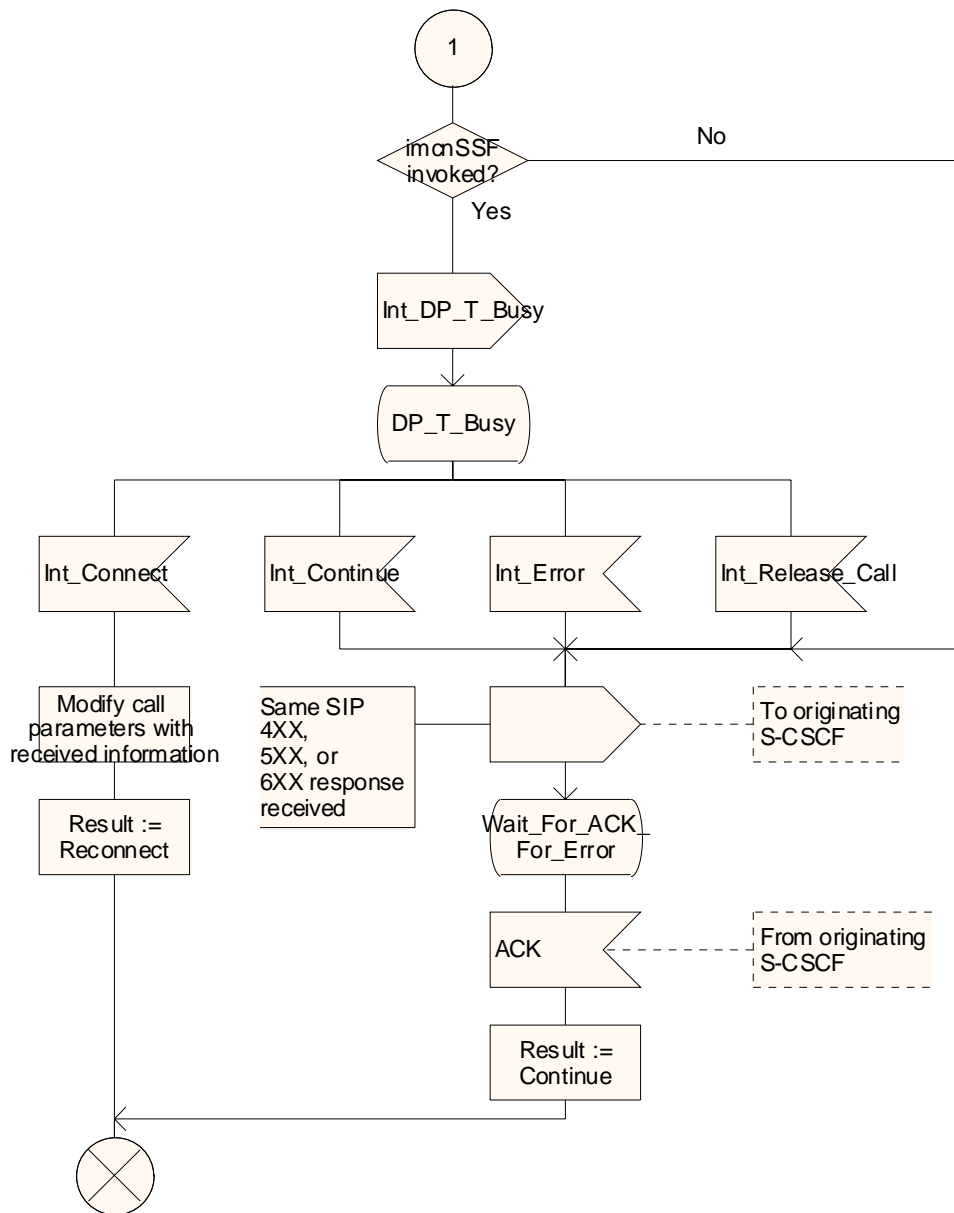 1
imcnSSF
invoked?
No
Yes
Int_DP_T_Busy
DP_T_Busy
Int_Connect
Int_Continue
Int_Error
Int_Release_Call
Modify call
parameters with
received information
Same SIP
4XX,
5XX, or
6XX response
received
To originating
S-CSCF
Result :=
Reconnect
Wait_For_ACK_
For_Error
ACK
From originating
S-CSCF
Result :=
Continue